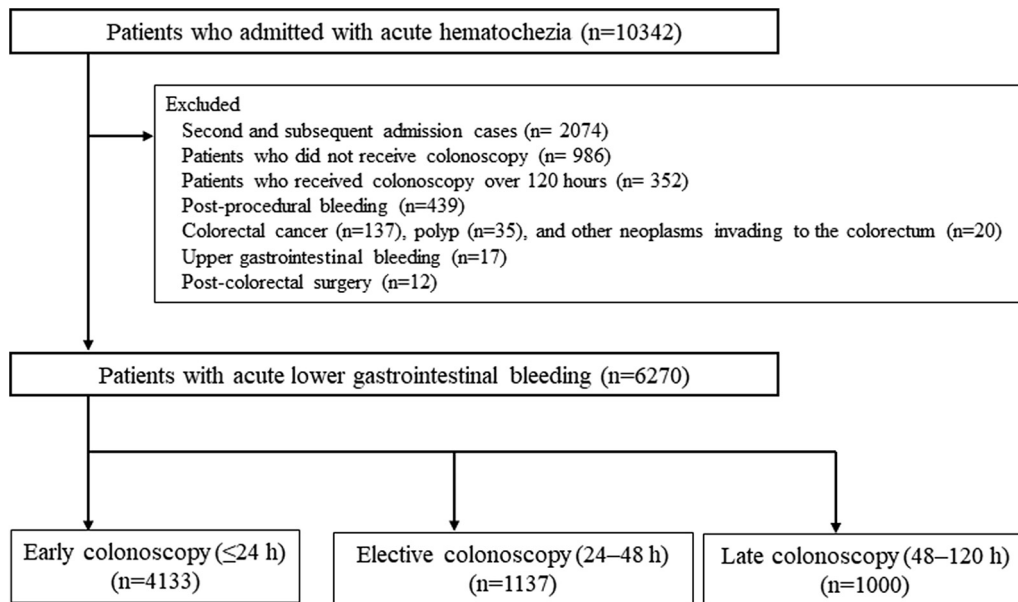 Patients who admitted with acute hematochezia (n=10342)
Excluded
Second and subsequent admission cases (n= 2074)
Patients who did not receive colonoscopy (n= 986)
Patients who received colonoscopy over 120 hours (n= 352)
Post-procedural bleeding (n=439)
Colorectal cancer (n=137), polyp (n=35), and other neoplasms invading to the colorectum (n=20)
Upper gastrointestinal bleeding (n=17)
Post-colorectal surgery (n=12)
Patients with acute lower gastrointestinal bleeding (n=6270)
Early colonoscopy (≤24 h)
(n=4133)
Elective colonoscopy (24–48 h)
(n=1137)
Late colonoscopy (48–120 h)
(n=1000)